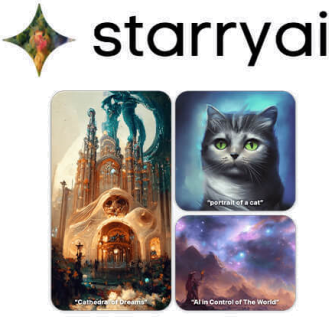 starryai
"portrait of a cat"
"Cathedral of Dreams"
"AI in Control of The World"